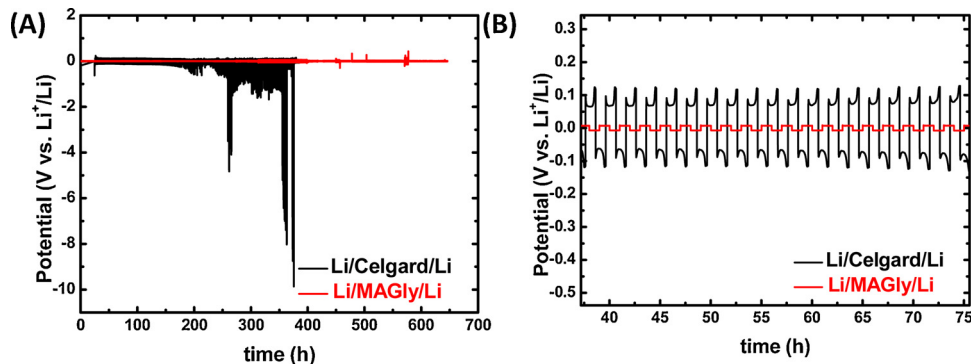 (A)
Potential (V vs. Li⁺/Li)
2
0
-2
-4
-6
-8
-10
0 100 200 300 400 500 600 700
time (h)
Li/Celgard/Li
Li/MAGly/Li
(B)
Potential (V vs. Li⁺/Li)
0.3
0.2
0.1
0.0
-0.1
-0.2
-0.3
-0.4
-0.5
40 45 50 55 60 65 70 75
time (h)
Li/Celgard/Li
Li/MAGly/Li